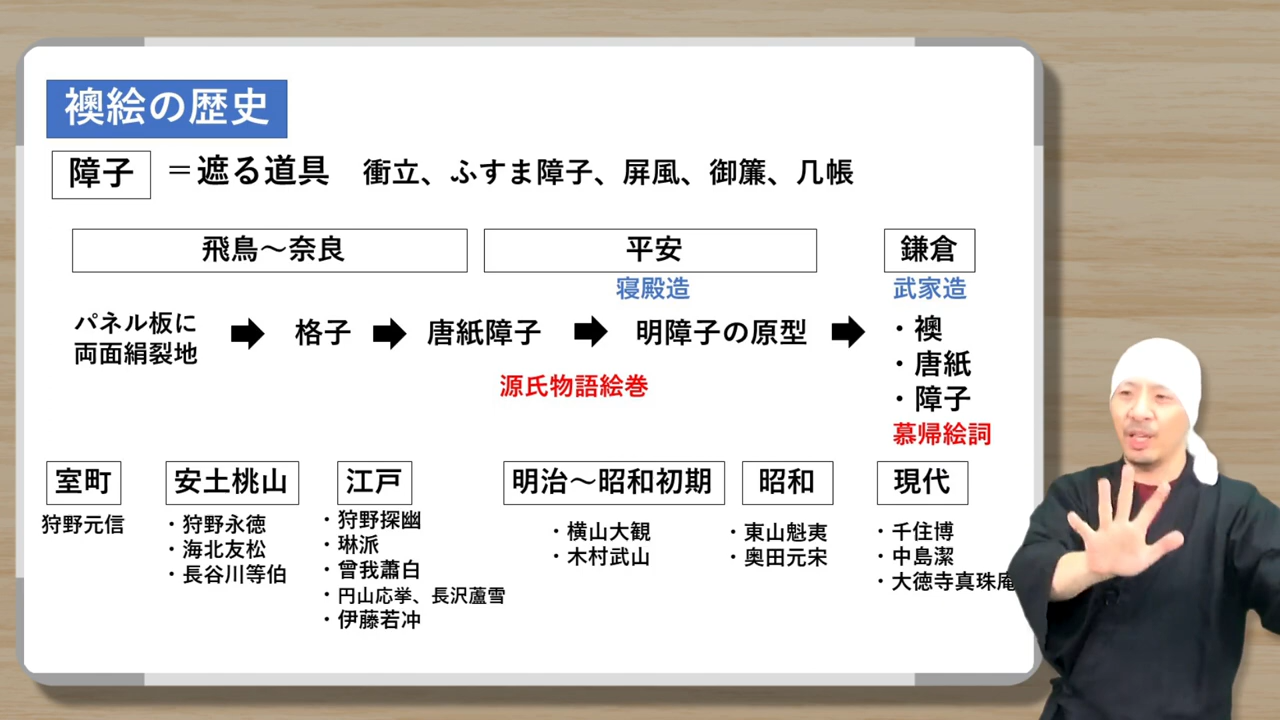 襖絵の歴史
障子 ＝遮る道具 衝立、ふすま障子、屏風、御簾、几帳
飛鳥～奈良 平安 鎌倉
寝殿造 武家造
パネル板に
両面絹裂地
格子 唐紙障子 明障子の原型
・襖
・唐紙
・障子
源氏物語絵巻
慕帰絵詞
室町
狩野元信
安土桃山
・狩野永徳
・海北友松
・長谷川等伯
江戸
・狩野探幽
・琳派
・曾我蕭白
・円山応挙、長沢蘆雪
・伊藤若冲
明治～昭和初期
・横山大観
・木村武山
昭和
・東山魁夷
・奥田元宋
現代
・千住博
・中島潔
・大徳寺真珠庵